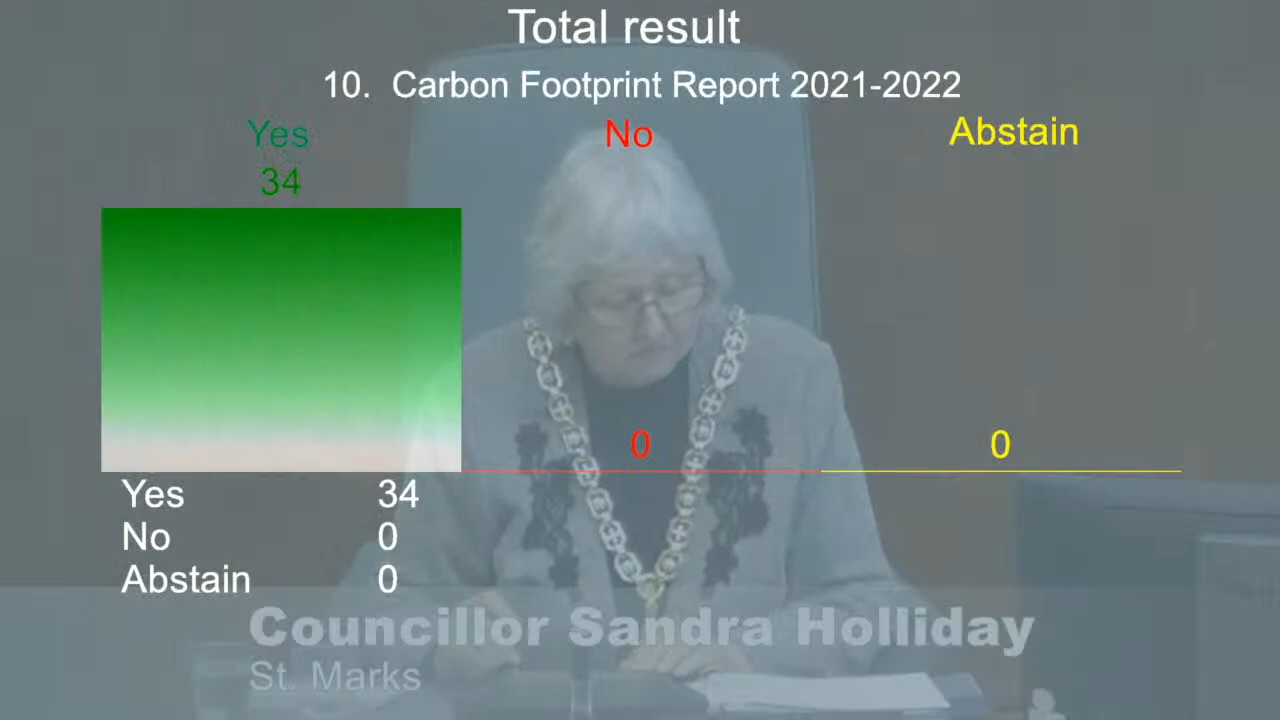 Total result
10. Carbon Footprint Report 2021-2022
Yes No Abstain
34
0 0
Yes 34
No 0
Abstain 0
Councillor Sandra Holliday
St. Marks